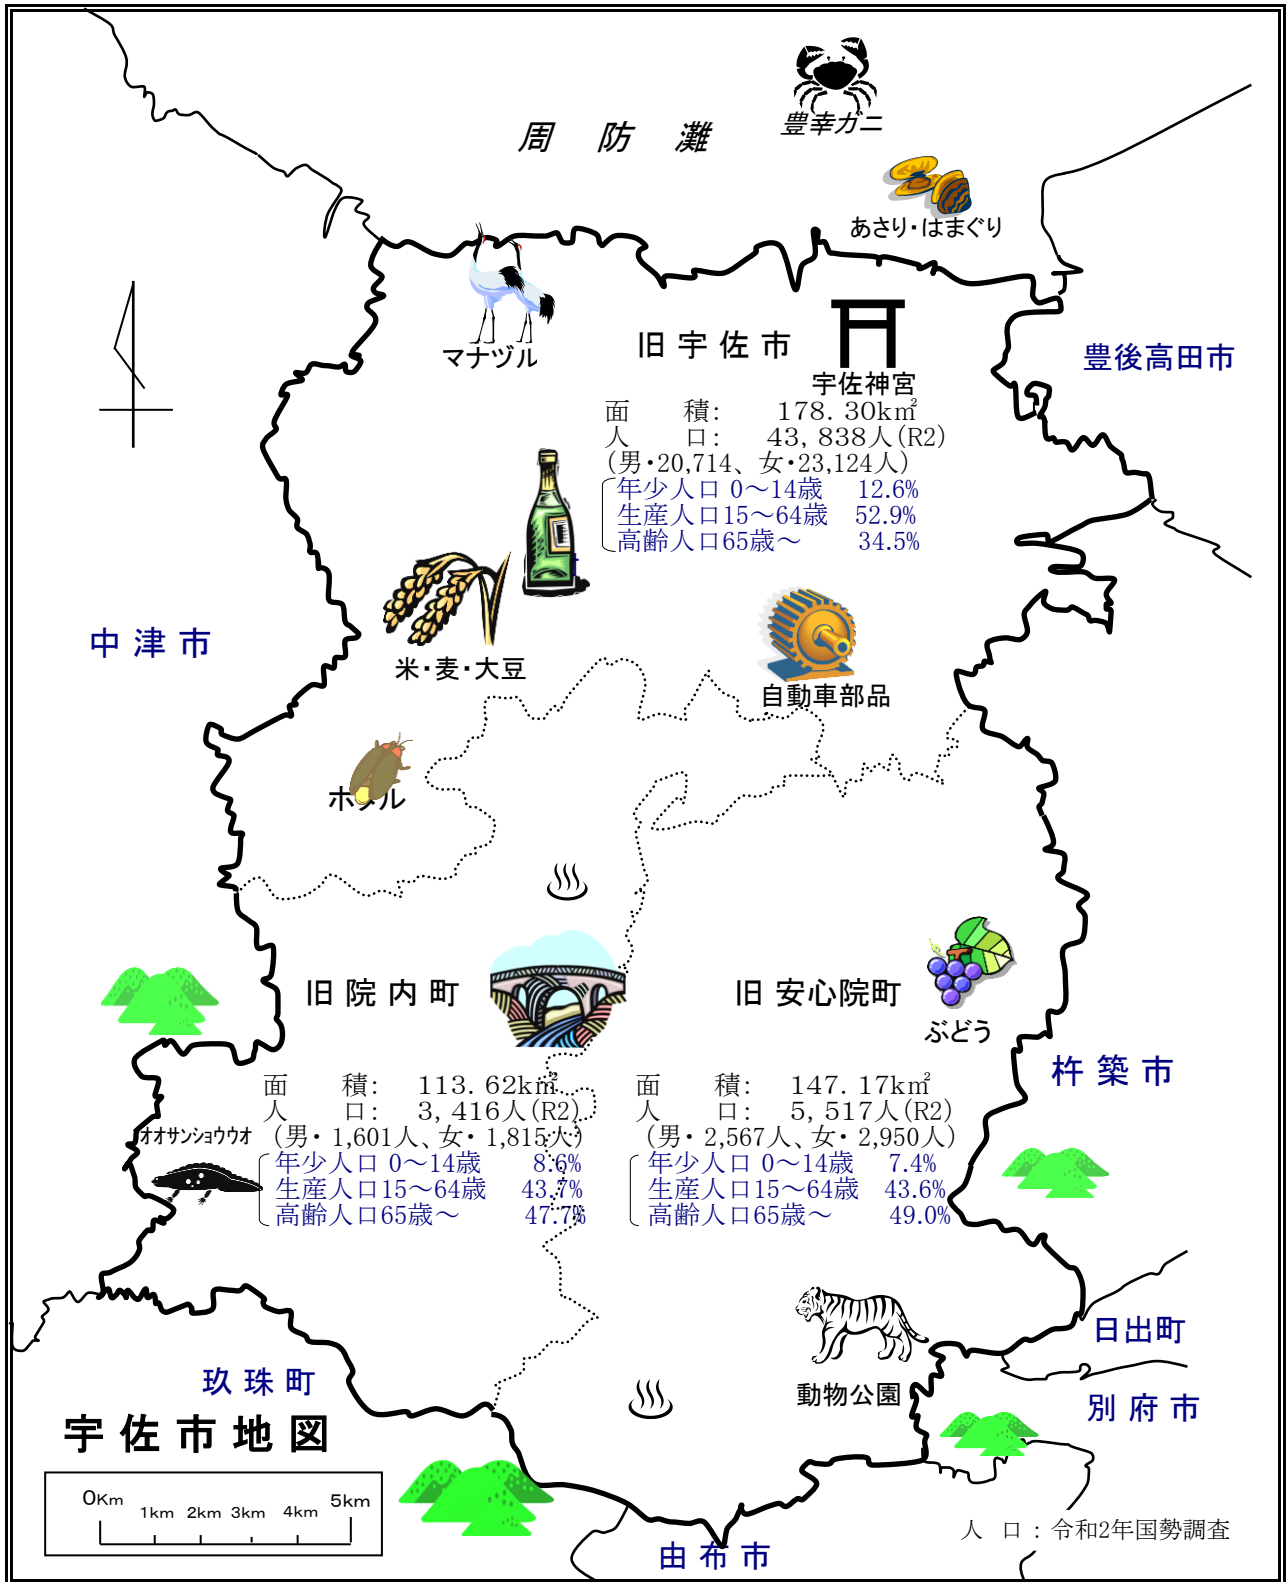 豊幸ガニ
周 防 灘
あさり・はまぐり
マナヅル
旧 宇 佐 市
宇佐神宮
豊後高田市
面 積： 178. 30k㎡
人 口： 43, 838人(R2)
(男・20,714、 女・23,124人)
年少人口 0～14歳 12.6%
生産人口15～64歳 52.9%
高齢人口65歳～ 34.5%
中 津 市
米・麦・大豆
自動車部品
ホタル
旧 院 内 町
旧 安心院町
ぶどう
杵 築 市
面 積： 113. 62k㎡
人 口： 3, 416人(R2)
(男・ 1,601人、女・ 1,815人)
年少人口 0～14歳 8.6%
生産人口15～64歳 43.7%
高齢人口65歳～ 47.7%
面 積： 147. 17k㎡
人 口： 5, 517人(R2)
(男・ 2,567人、女・ 2,950人)
年少人口 0～14歳 7.4%
生産人口15～64歳 43.6%
高齢人口65歳～ 49.0%
オオサンショウウオ
日出町
玖 珠 町
動物公園
別 府 市
宇 佐 市 地 図
0Km 1km 2km 3km 4km 5km
人 口 : 令和2年国勢調査
由 布 市